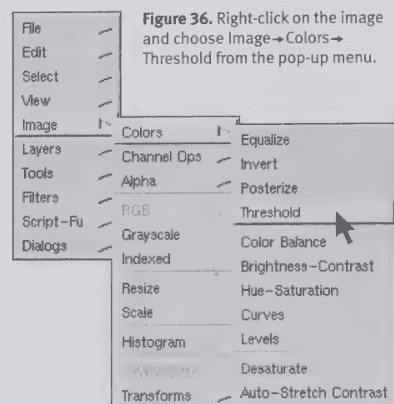 Figure 36. Right-click on the image
and choose Image→Colors→
Threshold from the pop-up menu.
File
Edit
Select
View
Image
Layers
Tools
Filters
Script-Fu
Dialogs
Colors
Channel Ops
Alpha
RGB
Grayscale
Indexed
Resize
Scale
Histogram
Transforms
Equalize
Invert
Posterize
Threshold
Color Balance
Brightness-Contrast
Hue-Saturation
Curves
Levels
Desaturate
Auto-Stretch Contrast